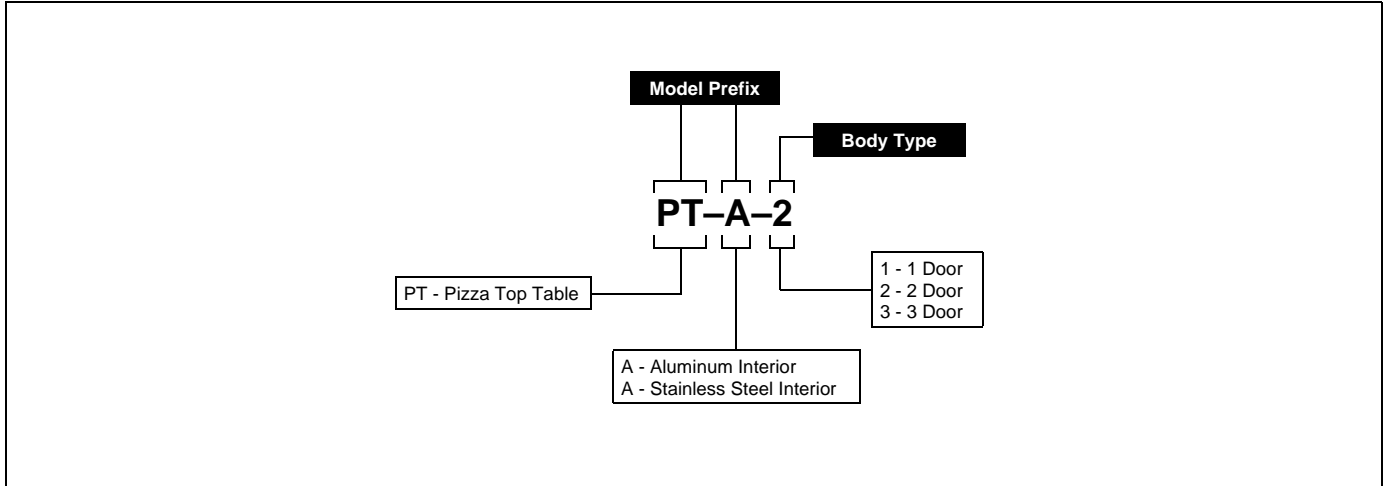 Model Prefix
Body Type
PT–A–2
PT - Pizza Top Table
1 - 1 Door
2 - 2 Door
3 - 3 Door
A - Aluminum Interior
A - Stainless Steel Interior